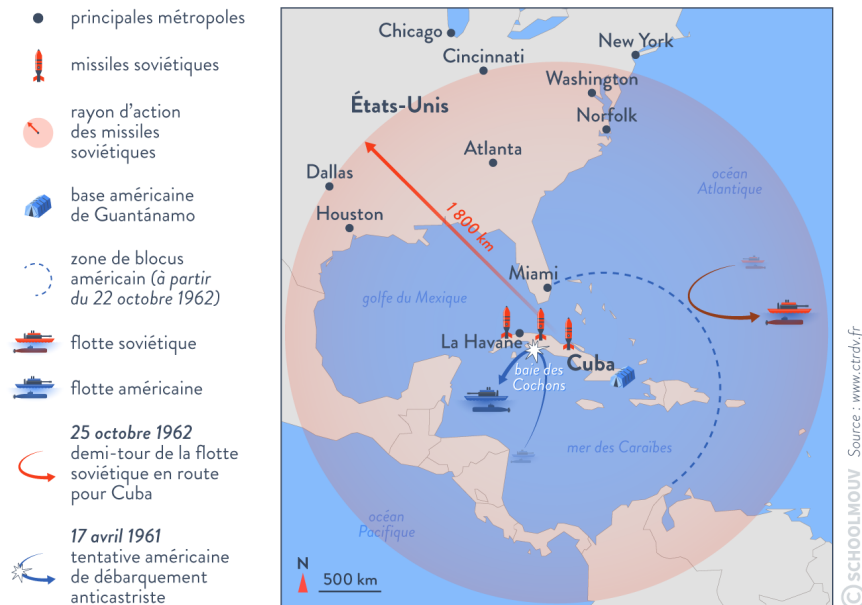 principales métropoles
missiles soviétiques
rayon d'action
des missiles
soviétiques
base américaine
de Guantánamo
zone de blocus
américain (à partir
du 22 octobre 1962)
flotte soviétique
flotte américaine
25 octobre 1962
demi-tour de la flotte
soviétique en route
pour Cuba
17 avril 1961
tentative américaine
de débarquement
anticastriste
Chicago
New York
Cincinnati
Washington
États-Unis
Norfolk
Atlanta
Dallas
océan
Atlantique
Houston
1 800 km
Miami
golfe du Mexique
La Havane
Cuba
baie des
Cochons
mer des Caraïbes
océan
Pacifique
N
500 km
© SCHOOLMOUV Source : www.ctrdv.fr